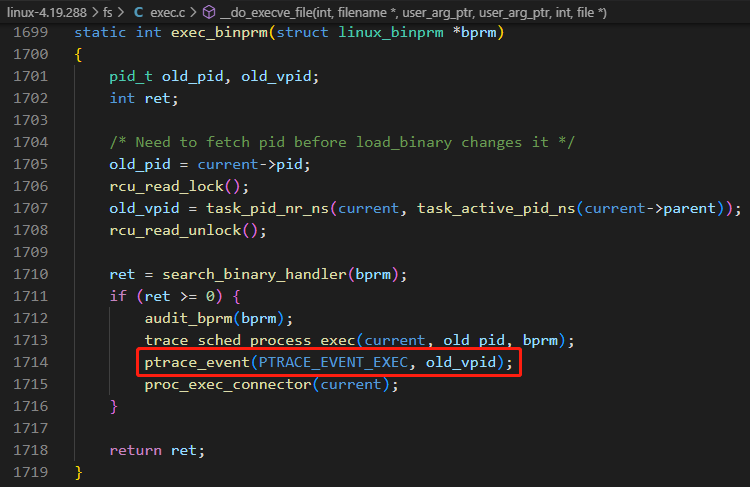 linux-4.19.288 > fs > C exec.c > __do_execve_file(int, filename *, user_arg_ptr, user_arg_ptr, int, file *)
1699 static int exec_binprm(struct linux_binprm *bprm)
1700 {
1701     pid_t old_pid, old_vpid;
1702     int ret;
1703
1704     /* Need to fetch pid before load_binary changes it */
1705     old_pid = current->pid;
1706     rcu_read_lock();
1707     old_vpid = task_pid_nr_ns(current, task_active_pid_ns(current->parent));
1708     rcu_read_unlock();
1709
1710     ret = search_binary_handler(bprm);
1711     if (ret >= 0) {
1712         audit_bprm(bprm);
1713         trace_sched_process_exec(current, old_pid, bprm);
1714         ptrace_event(PTRACE_EVENT_EXEC, old_vpid);
1715         proc_exec_connector(current);
1716     }
1717
1718     return ret;
1719 }